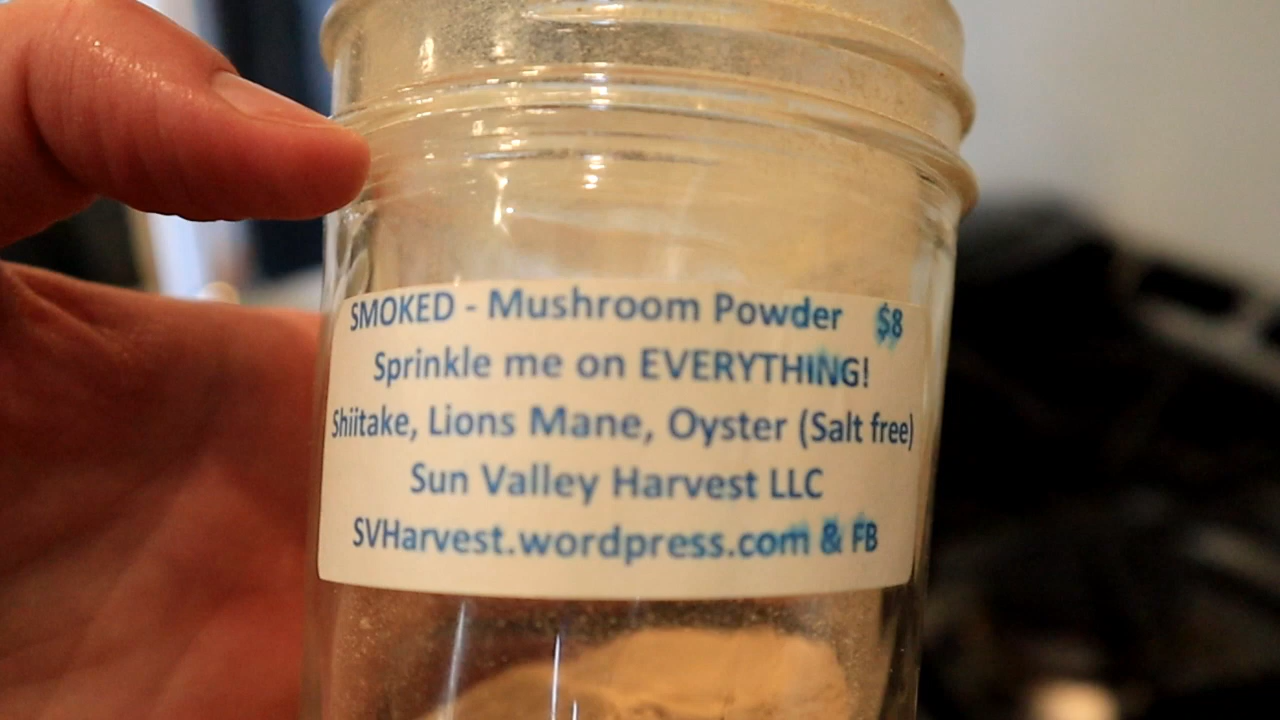 SMOKED - Mushroom Powder $8
Sprinkle me on EVERYTHING!
Shiitake, Lions Mane, Oyster (Salt free)
Sun Valley Harvest LLC
SVHarvest.wordpress.com & FB